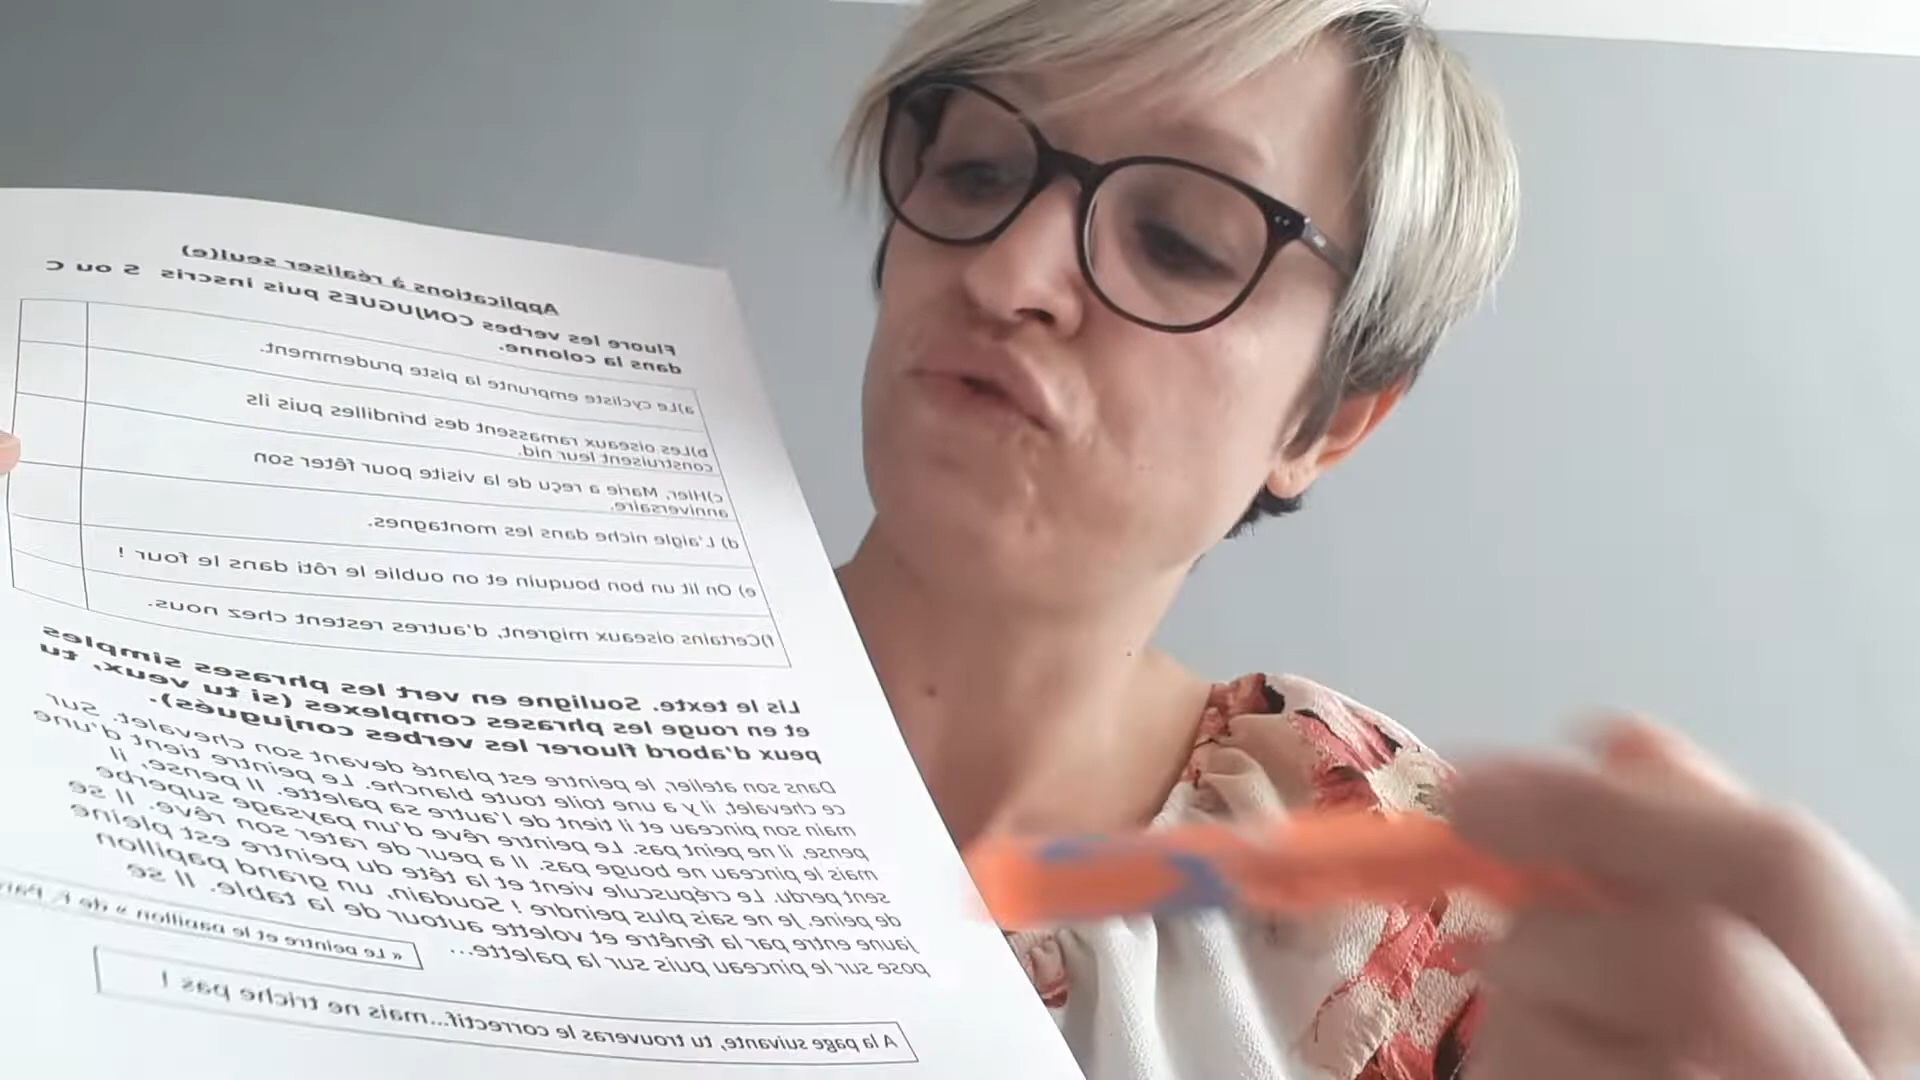 Applications à réaliser seul(e)
Fluore les verbes CONJUGUES puis inscris S ou C
dans la colonne.
a)Le cycliste emprunte la piste prudemment.
b)Les oiseaux ramassent des brindilles puis ils
construisent leur nid.
c)Hier, Marie a reçu de la visite pour fêter son
anniversaire.
d) L'aigle niche dans les montagnes.
e) On lit un bon bouquin et on oublie le rôti dans le four !
f)Certains oiseaux migrent, d'autres restent chez nous.
Lis le texte. Souligne en vert les phrases simples
et en rouge les phrases complexes (si tu veux, tu
peux d'abord fluorer les verbes conjugués).
Dans son atelier, le peintre est planté devant son chevalet. Sur
ce chevalet, il y a une toile toute blanche. Le peintre tient d'une
main son pinceau et il tient de l'autre sa palette. Il pense, il
pense, il ne peint pas. Le peintre rêve d'un paysage superbe
mais le pinceau ne bouge pas. Il a peur de rater son rêve. Il se
sent perdu. Le crépuscule vient et la tête du peintre est pleine
de peine. Je ne sais plus peindre ! Soudain, un grand papillon
jaune entre par la fenêtre et volette autour de la table. Il se
pose sur le pinceau puis sur la palette...
« Le peintre et le papillon » de
A la page suivante, tu trouveras le correctif...mais ne triche pas !